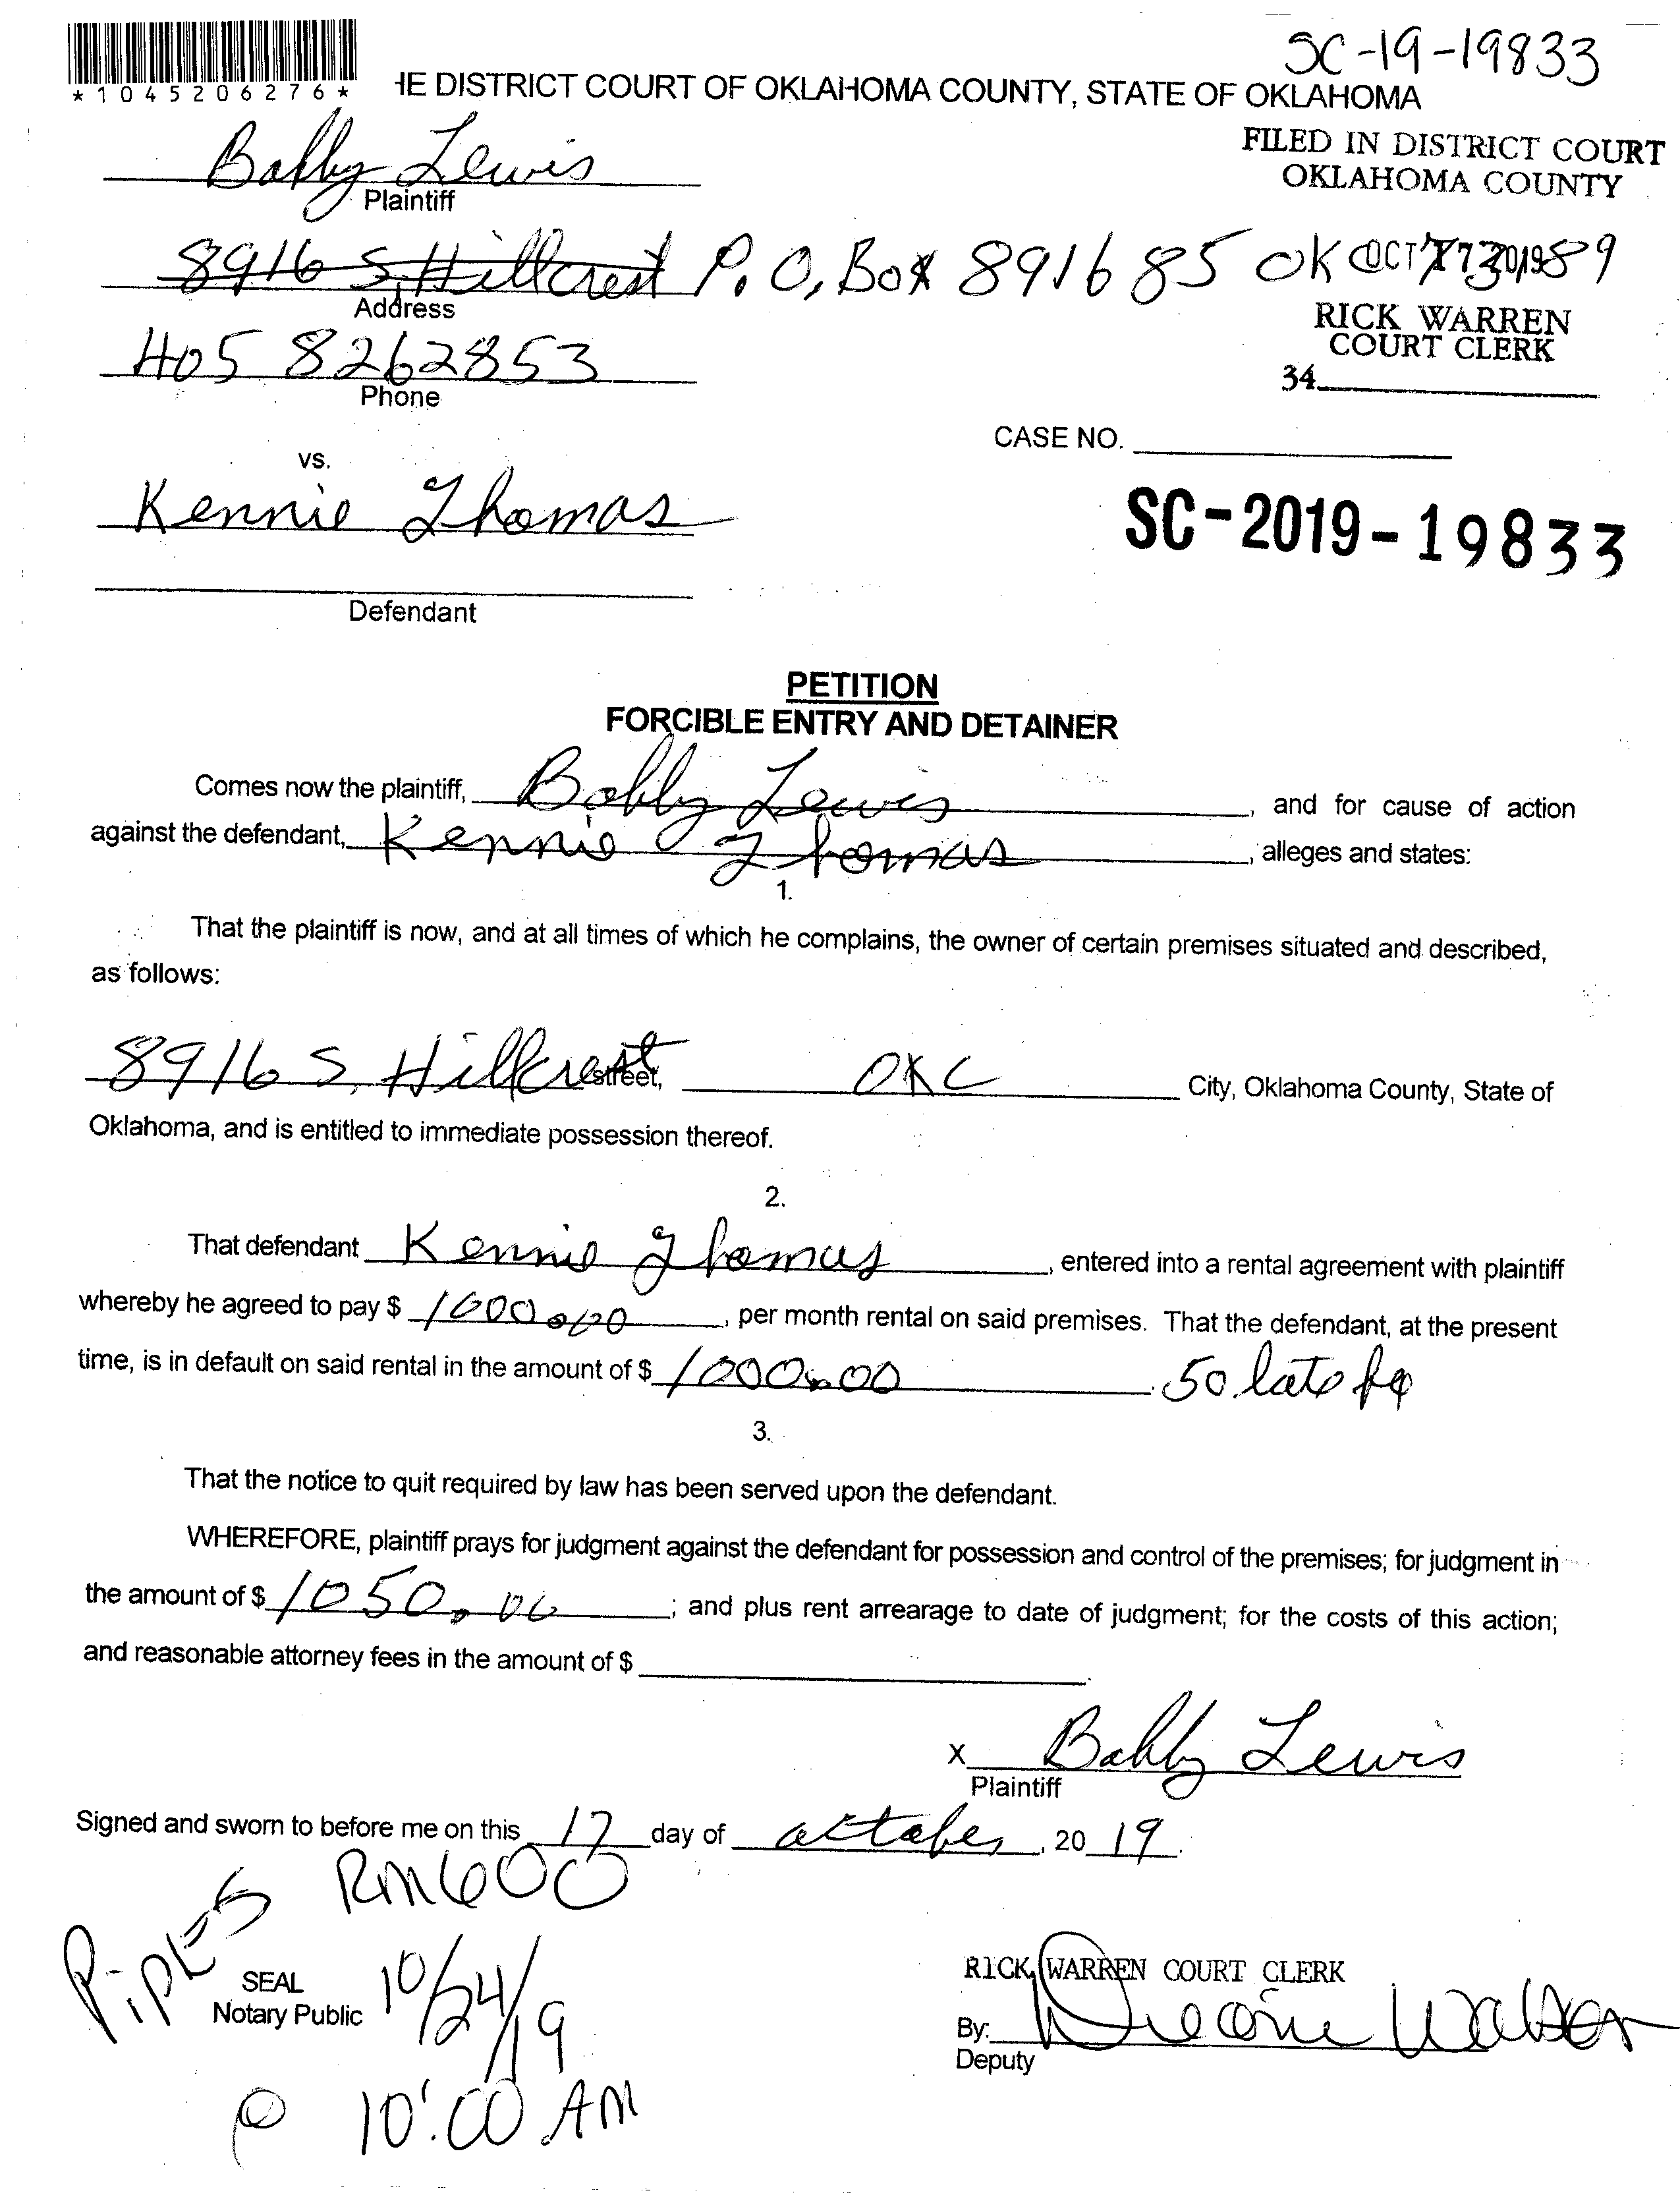 SC-19-19833
*1045206276*
HE DISTRICT COURT OF OKLAHOMA COUNTY, STATE OF OKLAHOMA
FILED IN DISTRICT COURT
OKLAHOMA COUNTY
Bobby Lewis
Plaintiff
8916 S, Hillcrest P.O, Box 891685 OK
OCT 17 2019
Address
RICK WARREN
COURT CLERK
405 8262853
Phone
34
CASE NO.
vs.
Kennie Thomas
SC-2019-19833
Defendant
PETITION
FORCIBLE ENTRY AND DETAINER
Comes now the plaintiff, Bobby Lewis, and for cause of action
against the defendant, Kennie Thomas, alleges and states:
1.
That the plaintiff is now, and at all times of which he complains, the owner of certain premises situated and described,
as follows:
8916 S, Hillcrest street, OKC City, Oklahoma County, State of
Oklahoma, and is entitled to immediate possession thereof.
2.
That defendant Kennie Thomas, entered into a rental agreement with plaintiff
whereby he agreed to pay $ 1000.00, per month rental on said premises. That the defendant, at the present
time, is in default on said rental in the amount of $ 1000.00. 50 late fe
3.
That the notice to quit required by law has been served upon the defendant.
WHEREFORE, plaintiff prays for judgment against the defendant for possession and control of the premises; for judgment in
the amount of $ 1050.00; and plus rent arrearage to date of judgment; for the costs of this action;
and reasonable attorney fees in the amount of $
X Bobby Lewis
Plaintiff
Signed and sworn to before me on this 17 day of october, 20 19.
RM600
Piples
SEAL
Notary Public
10/24/19
@ 10:00 AM
RICK WARREN COURT CLERK
By:
Deputy